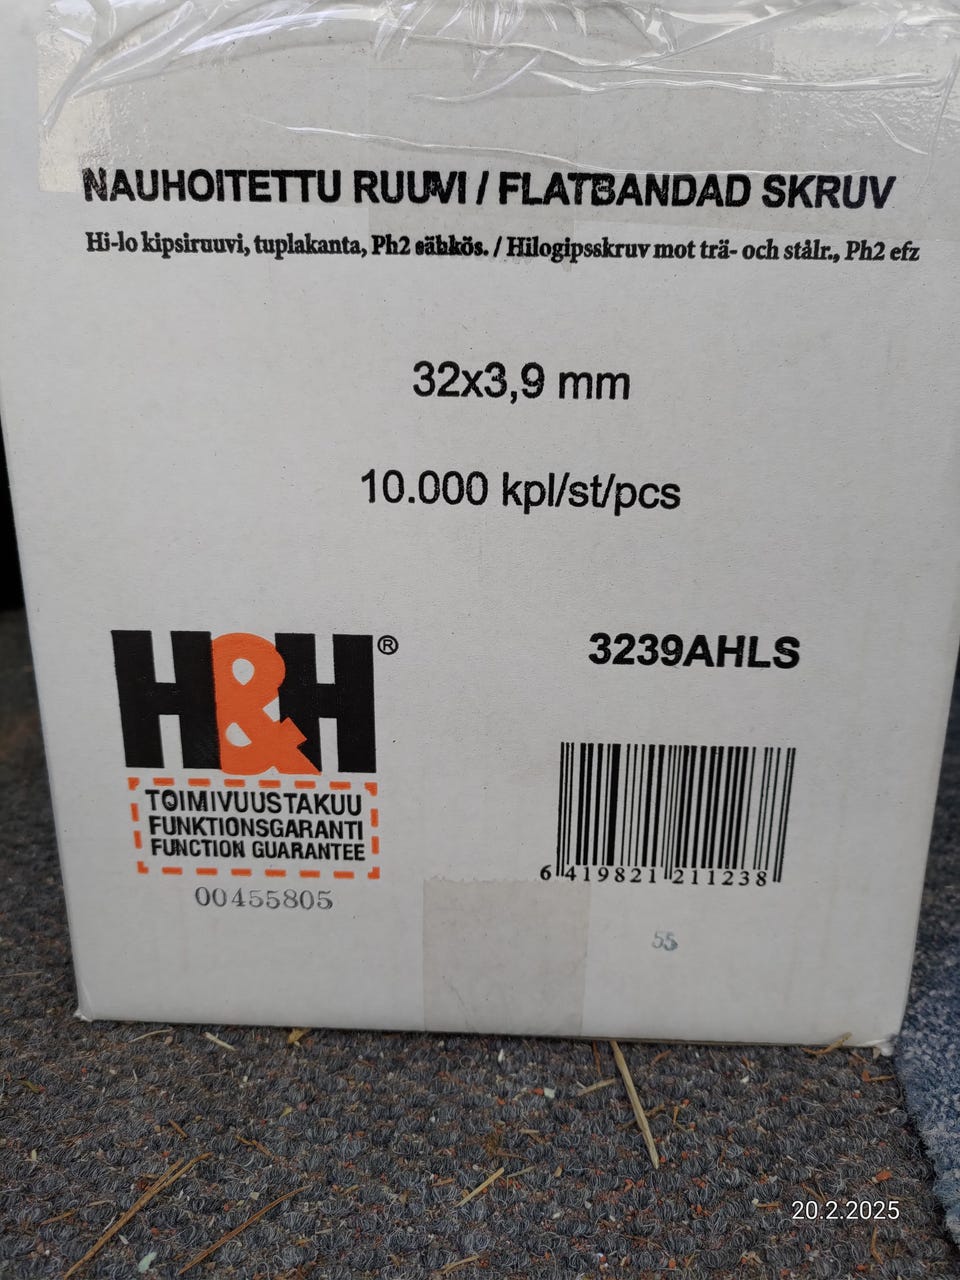 NAUHOITETTU RUUVI / FLATBANDAD SKRUV
Hi-lo kipsiruuvi, tuplakanta, Ph2 sähkös. / Hilogipsskruv mot trä- och stålr., Ph2 efz
32x3,9 mm
10.000 kpl/st/pcs
H&H®
3239AHLS
TOIMIVUUSTAKUU
FUNKTIONSGARANTI
FUNCTION GUARANTEE
00455805
6 419821 211238
55
20.2.2025